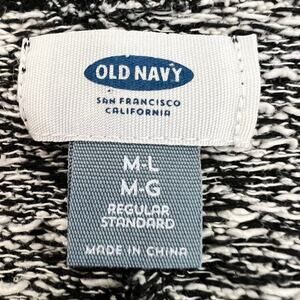 OLD NAVY
SAN FRANCISCO
CALIFORNIA
M-L
M-G
REGULAR
STANDARD
MADE IN CHINA